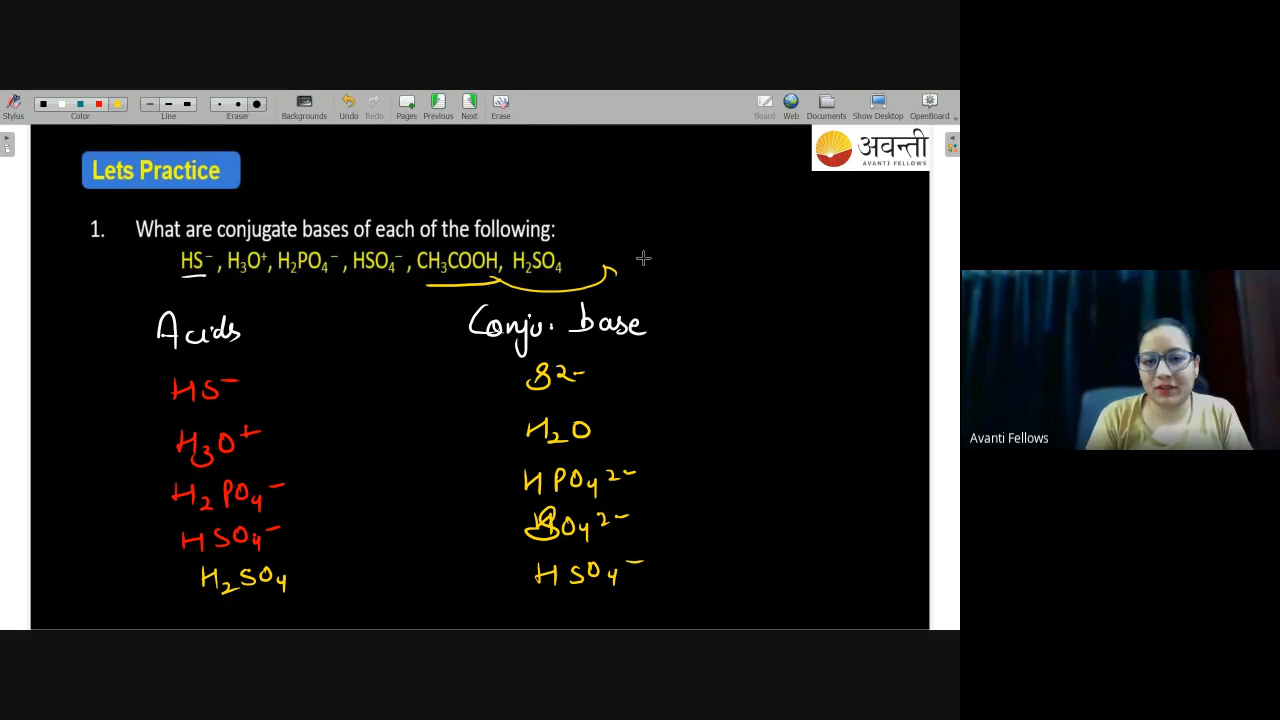 Stylus
Color
Line
Eraser
Backgrounds
Undo
Redo
Pages
Previous
Next
Erase
Board
Web
Documents
Show Desktop
OpenBoard
अवन्ती
AVANTI FELLOWS
Lets Practice
1. What are conjugate bases of each of the following:
HS⁻ , H₃O⁺, H₂PO₄⁻ , HSO₄⁻ , CH₃COOH, H₂SO₄
Acids Conju. base
HS⁻ S²⁻
H₃O⁺ H₂O
H₂PO₄⁻ HPO₄²⁻
HSO₄⁻ SO₄²⁻
H₂SO₄ HSO₄⁻
Avanti Fellows